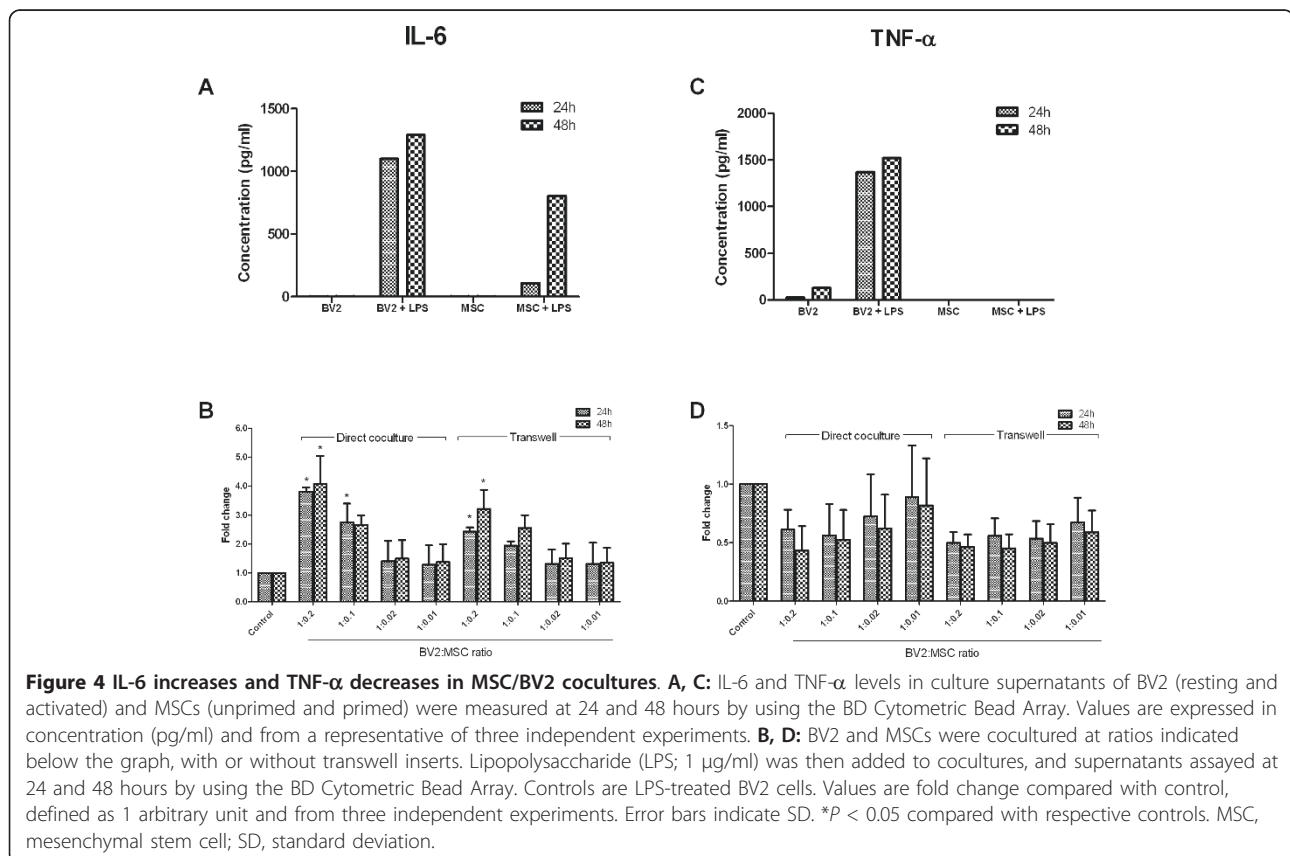 IL-6
TNF-α
A
24h
48h
Concentration (pg/ml)
1500
1000
500
0
BV2
BV2 + LPS
MSC
MSC + LPS
C
24h
48h
Concentration (pg/ml)
2000
1500
1000
500
0
BV2
BV2 + LPS
MSC
MSC + LPS
B
24h
48h
Direct coculture
Transwell
Fold change
6.0
5.0
4.0
3.0
2.0
1.0
0.0
* * * * *
Control
1:0.2
1:0.1
1:0.02
1:0.01
1:0.2
1:0.1
1:0.02
1:0.01
BV2:MSC ratio
D
24h
48h
Direct coculture
Transwell
Fold change
1.5
1.0
0.5
0.0
Control
1:0.2
1:0.1
1:0.02
1:0.01
1:0.2
1:0.1
1:0.02
1:0.01
BV2:MSC ratio
Figure 4 IL-6 increases and TNF-α decreases in MSC/BV2 cocultures. A, C: IL-6 and TNF-α levels in culture supernatants of BV2 (resting and
activated) and MSCs (unprimed and primed) were measured at 24 and 48 hours by using the BD Cytometric Bead Array. Values are expressed in
concentration (pg/ml) and from a representative of three independent experiments. B, D: BV2 and MSCs were cocultured at ratios indicated
below the graph, with or without transwell inserts. Lipopolysaccharide (LPS; 1 μg/ml) was then added to cocultures, and supernatants assayed at
24 and 48 hours by using the BD Cytometric Bead Array. Controls are LPS-treated BV2 cells. Values are fold change compared with control,
defined as 1 arbitrary unit and from three independent experiments. Error bars indicate SD. *P < 0.05 compared with respective controls. MSC,
mesenchymal stem cell; SD, standard deviation.